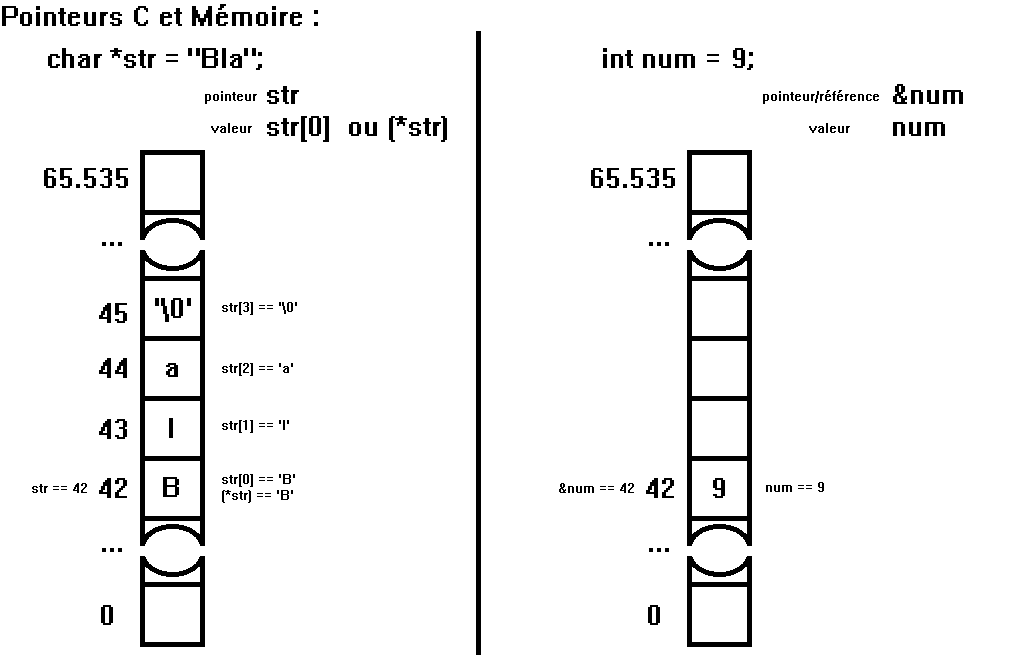 Pointeurs C et Mémoire :
char *str = "Bla";
pointeur str
valeur str[0] ou (*str)
65.535
...
45 '\0' str[3] == '\0'
44 a str[2] == 'a'
43 l str[1] == 'l'
str == 42 42 B str[0] == 'B'
(*str) == 'B'
...
0
int num = 9;
pointeur/référence &num
valeur num
65.535
...
&num == 42 42 9 num == 9
...
0